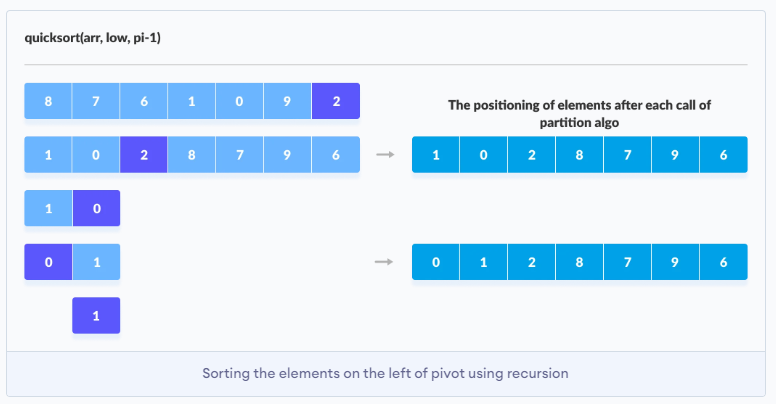 quicksort(arr, low, pi-1)
8 7 6 1 0 9 2
The positioning of elements after each call of
partition algo
1 0 2 8 7 9 6
1 0 2 8 7 9 6
1 0
0 1
0 1 2 8 7 9 6
1
Sorting the elements on the left of pivot using recursion